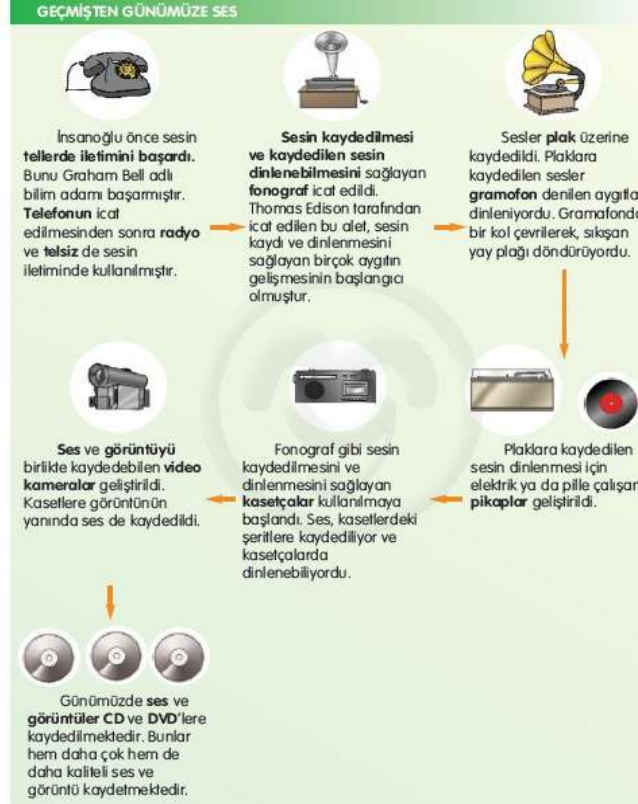 GEÇMİŞTEN GÜNÜMÜZE SES
İnsanoğlu önce sesin
tellerde iletimini başardı.
Bunu Graham Bell adlı
bilim adamı başarmıştır.
Telefonun icat
edilmesinden sonra radyo
ve telsiz de sesin
iletiminde kullanılmıştır.
Sesin kaydedilmesi
ve kaydedilen sesin
dinlenebilmesini sağlayan
fonograf icat edildi.
Thomas Edison tarafından
icat edilen bu alet, sesin
kaydı ve dinlenmesini
sağlayan birçok aygıtın
gelişmesinin başlangıcı
olmuştur.
Sesler plak üzerine
kaydedildi. Plaklara
kaydedilen sesler
gramofon denilen aygıtla
dinleniyordu. Gramafonda
bir kol çevrilerek, sıkışan
yay plağı döndürüyordu.
Plaklara kaydedilen
sesin dinlenmesi için
elektrik ya da pille çalışan
pikaplar geliştirildi.
Fonograf gibi sesin
kaydedilmesini ve
dinlenmesini sağlayan
kasetçalar kullanılmaya
başlandı. Ses, kasetlerdeki
şeritlere kaydediliyor ve
kasetçalarda
dinlenebiliyordu.
Ses ve görüntüyü
birlikte kaydedebilen video
kameralar geliştirildi.
Kasetlere görüntünün
yanında ses de kaydedildi.
Günümüzde ses ve
görüntüler CD ve DVD'lere
kaydedilmektedir. Bunlar
hem daha çok hem de
daha kaliteli ses ve
görüntü kaydetmektedir.